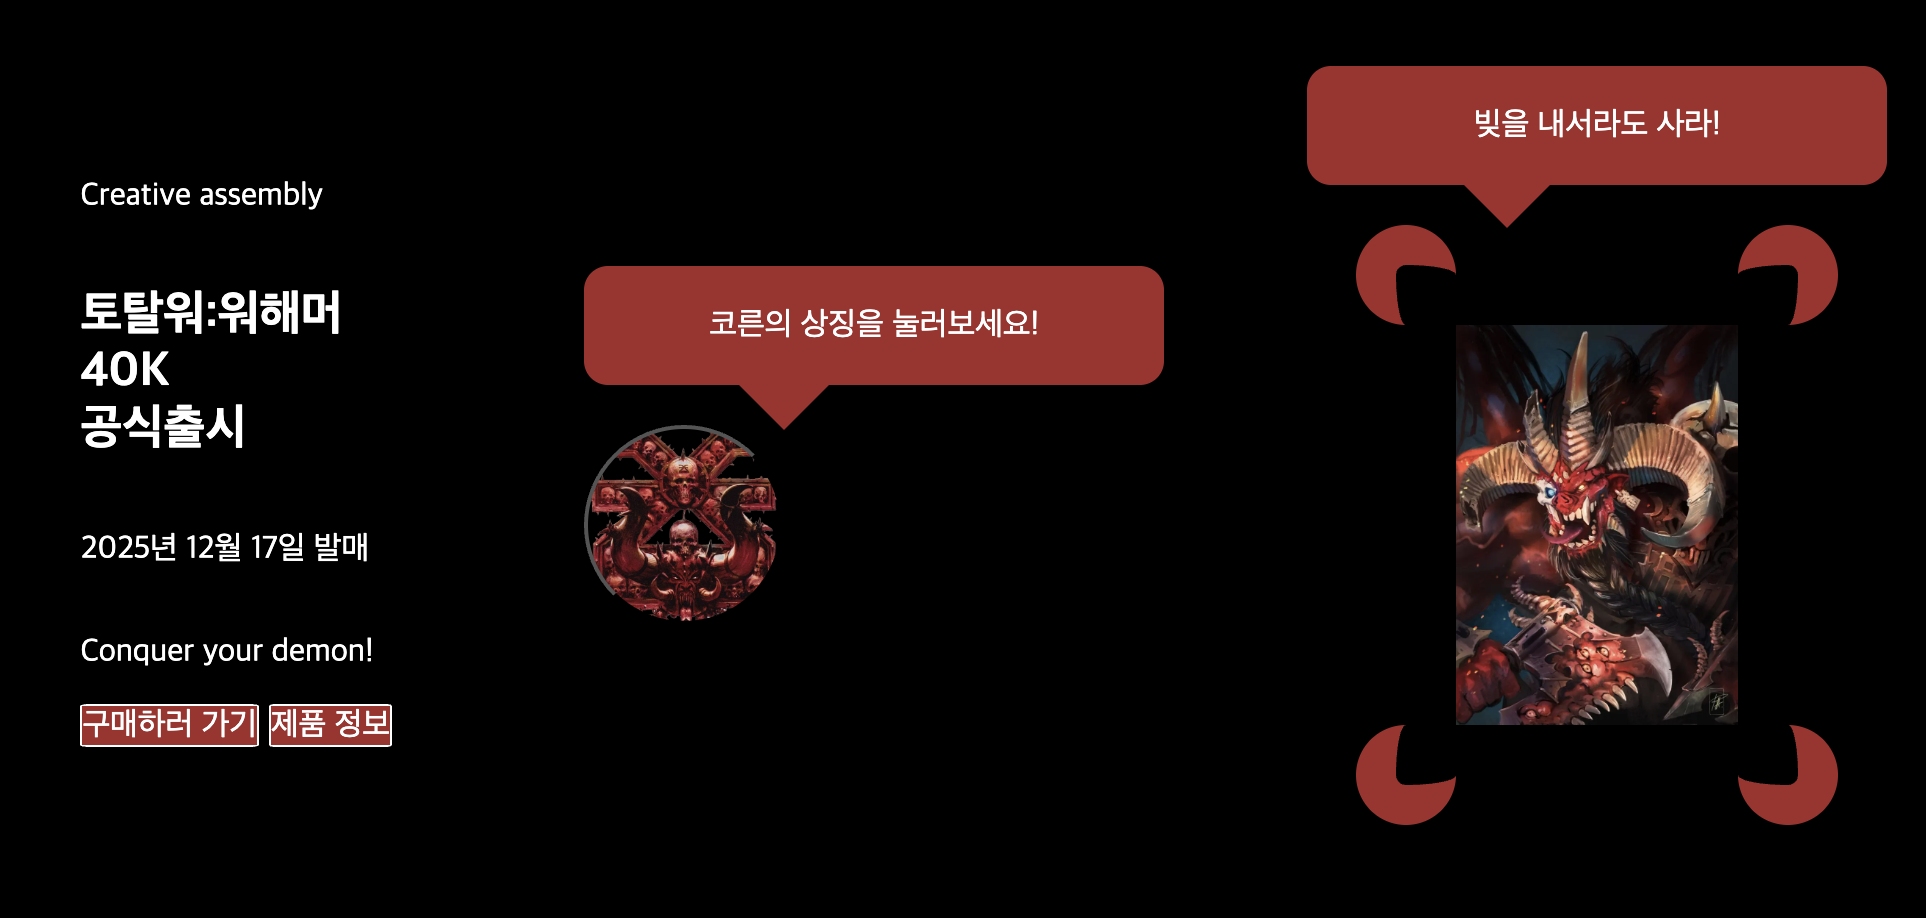 Creative assembly
토탈워:워해머
40K
공식출시
2025년 12월 17일 발매
Conquer your demon!
구매하러 가기
제품 정보
코른의 상징을 눌러보세요!
빚을 내서라도 사라!